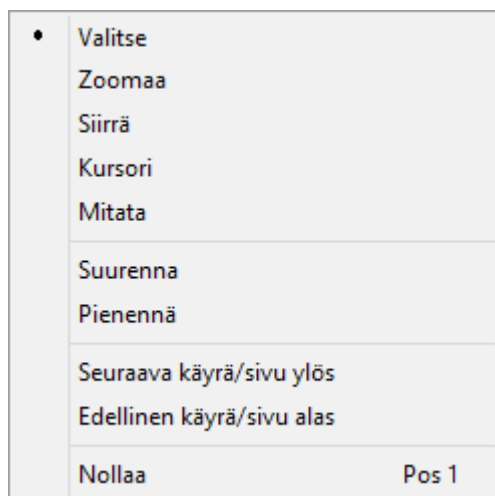 Valitse
Zoomaa
Siirrä
Kursori
Mitata
Suurenna
Pienennä
Seuraava käyrä/sivu ylös
Edellinen käyrä/sivu alas
Nollaa Pos 1